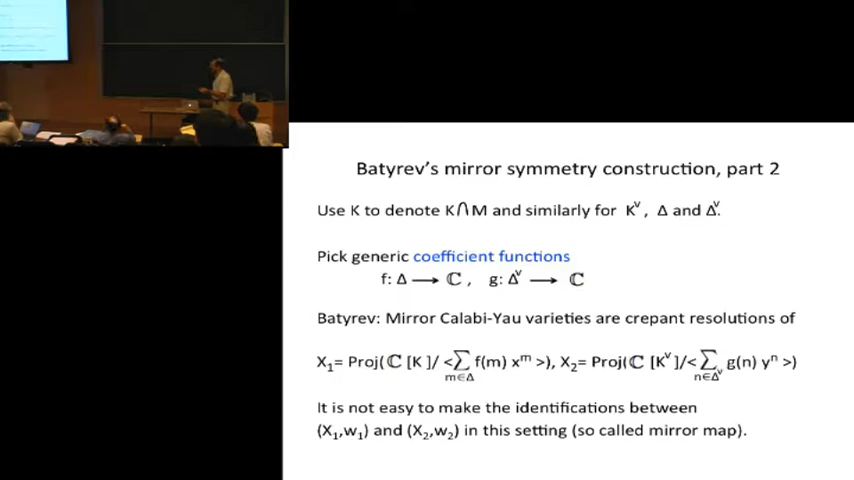 Batyrev's mirror symmetry construction, part 2
Use K to denote K∩M and similarly for K^v, Δ and Δ^v.
Pick generic coefficient functions
f: Δ ⟶ ℂ, g: Δ^v ⟶ ℂ
Batyrev: Mirror Calabi-Yau varieties are crepant resolutions of
X₁= Proj(ℂ [K ]/ <∑_{m∈Δ} f(m) x^m >), X₂= Proj(ℂ [K^v ]/< ∑_{n∈Δ^v} g(n) y^n >)
It is not easy to make the identifications between
(X₁,w₁) and (X₂,w₂) in this setting (so called mirror map).